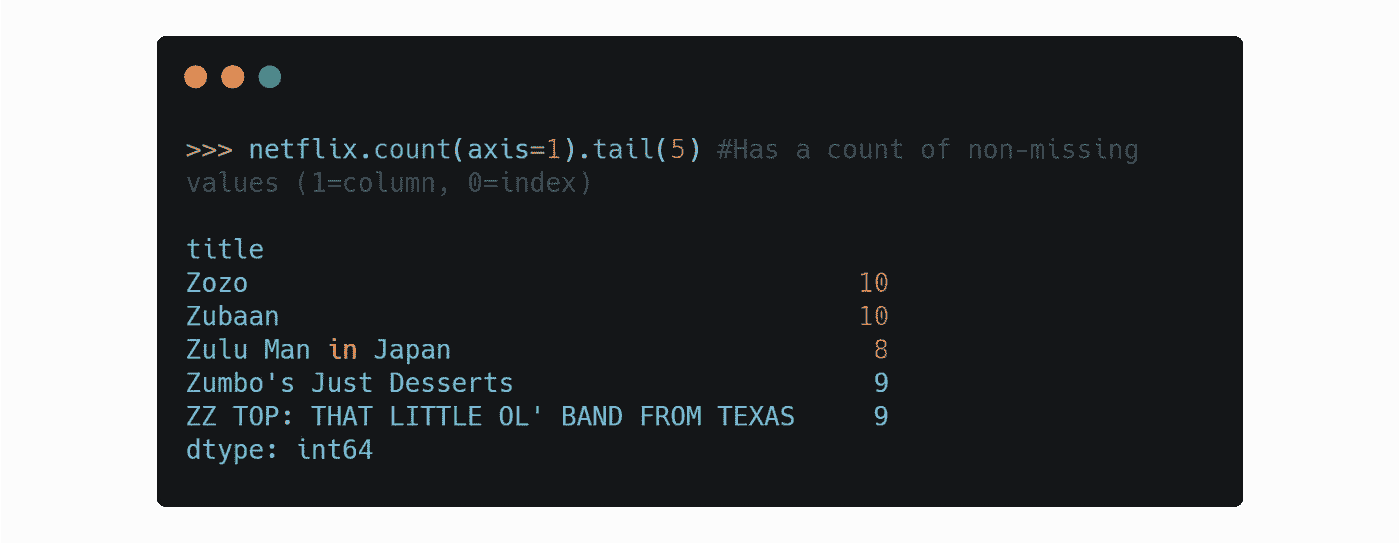 >>> netflix.count(axis=1).tail(5) #Has a count of non-missing
values (1=column, 0=index)
title
Zozo 10
Zubaan 10
Zulu Man in Japan 8
Zumbo's Just Desserts 9
ZZ TOP: THAT LITTLE OL' BAND FROM TEXAS 9
dtype: int64